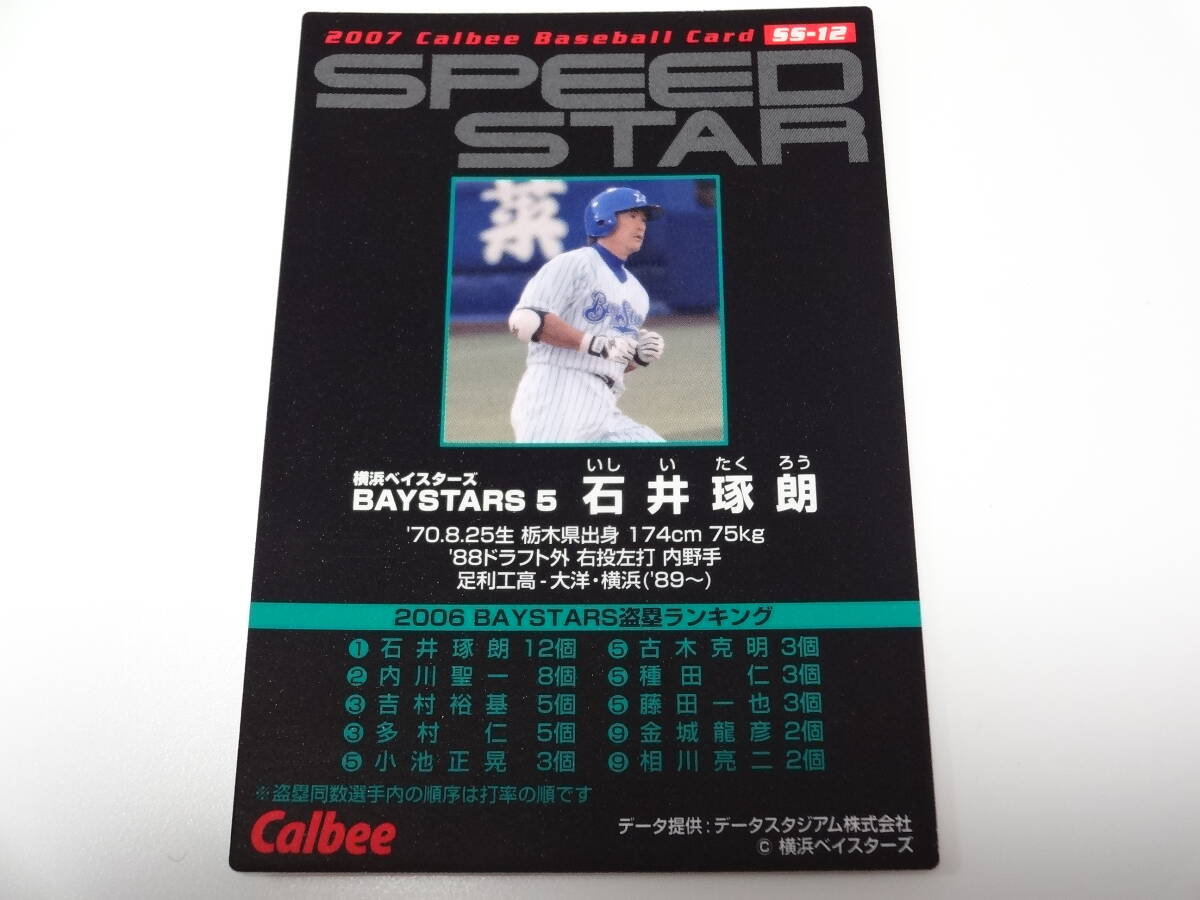 2007 Calbee Baseball Card SS-12
SPEED
STAR
菜
BayStars
いし い たく ろう
横浜ベイスターズ
BAYSTARS 5 石井琢朗
'70.8.25生 栃木県出身 174cm 75kg
'88ドラフト外 右投左打 内野手
足利工高-大洋・横浜('89〜)
2006 BAYSTARS盗塁ランキング
❶ 石井琢朗 12個 ❺ 古木克明 3個
❷ 内川聖一 8個 ❺ 種田 仁 3個
❸ 吉村裕基 5個 ❺ 藤田一也 3個
❸ 多村 仁 5個 ❾ 金城龍彦 2個
❺ 小池正晃 3個 ❾ 相川亮二 2個
※盗塁同数選手内の順序は打率の順です
Calbee
データ提供:データスタジアム株式会社
© 横浜ベイスターズ